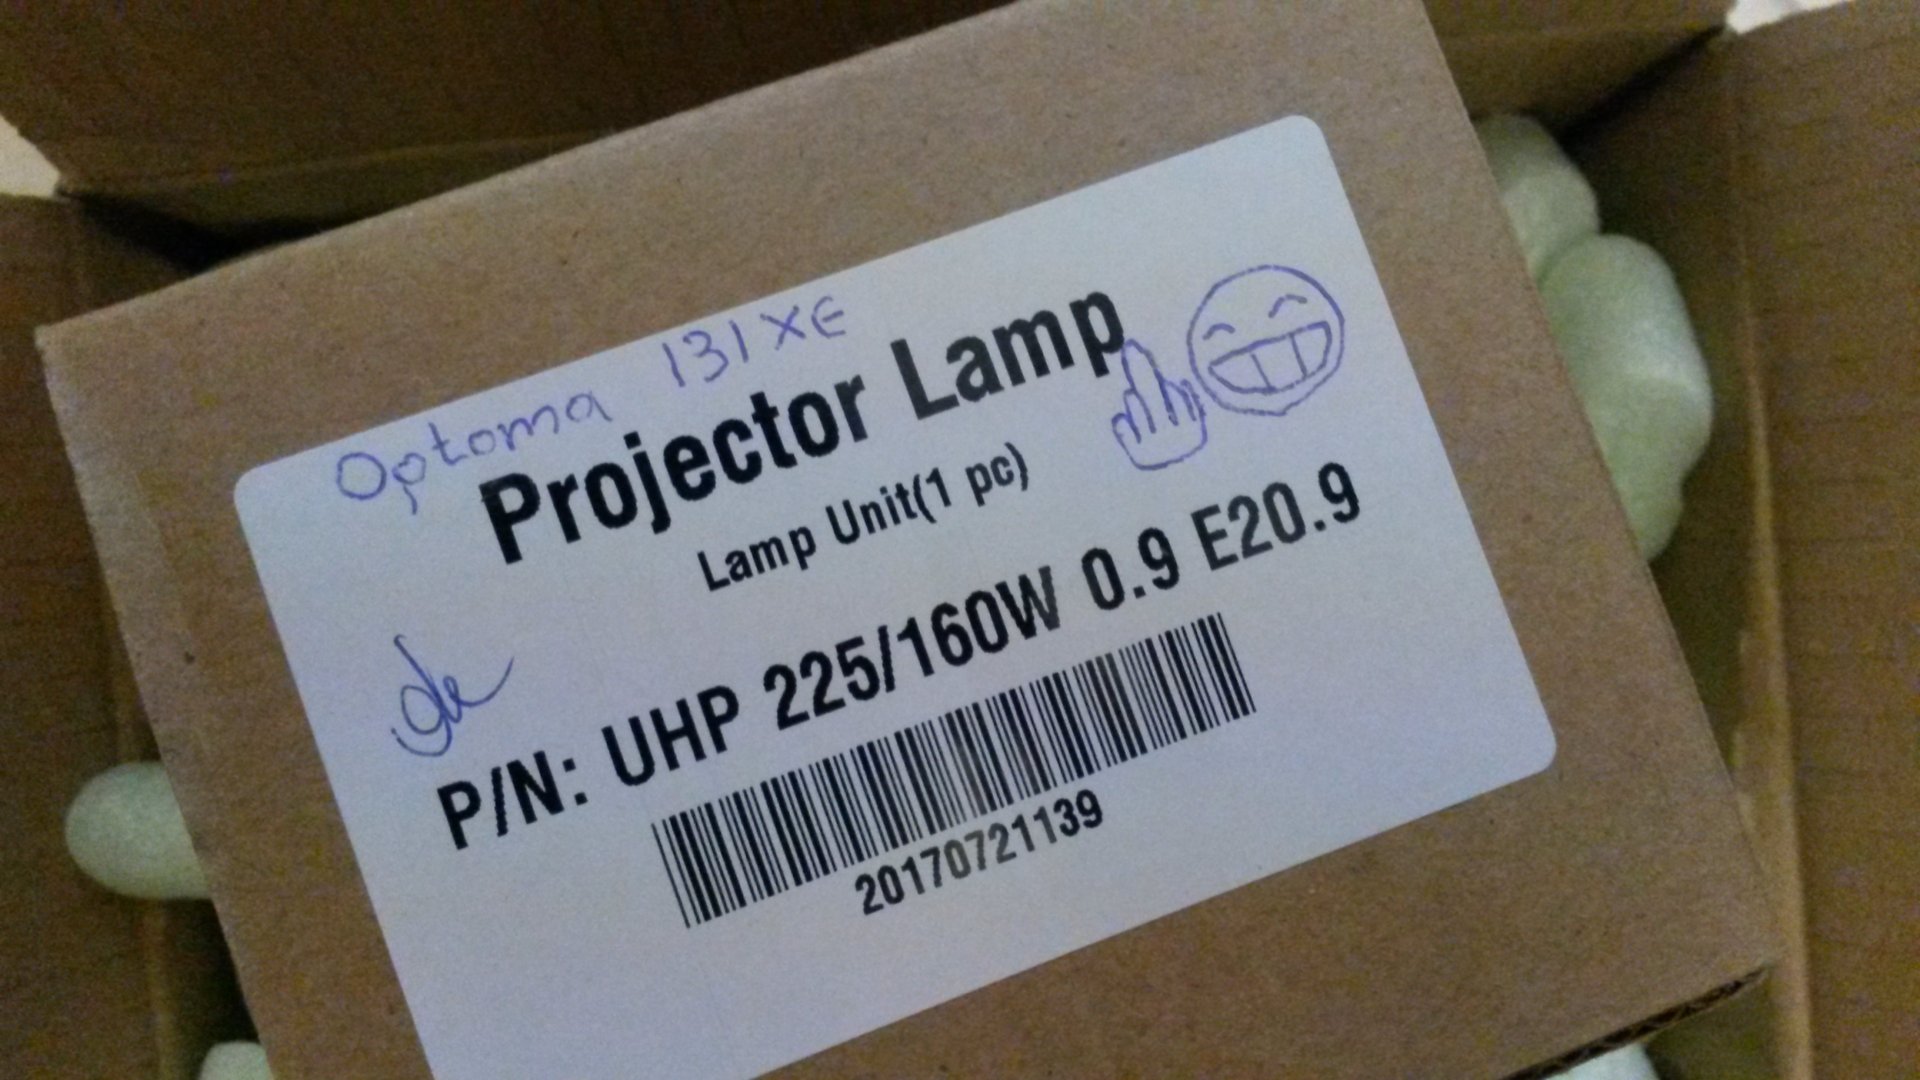 Optoma 131XE
Projector Lamp
Lamp Unit(1 pc)
P/N: UHP 225/160W 0.9 E20.9
20170721139